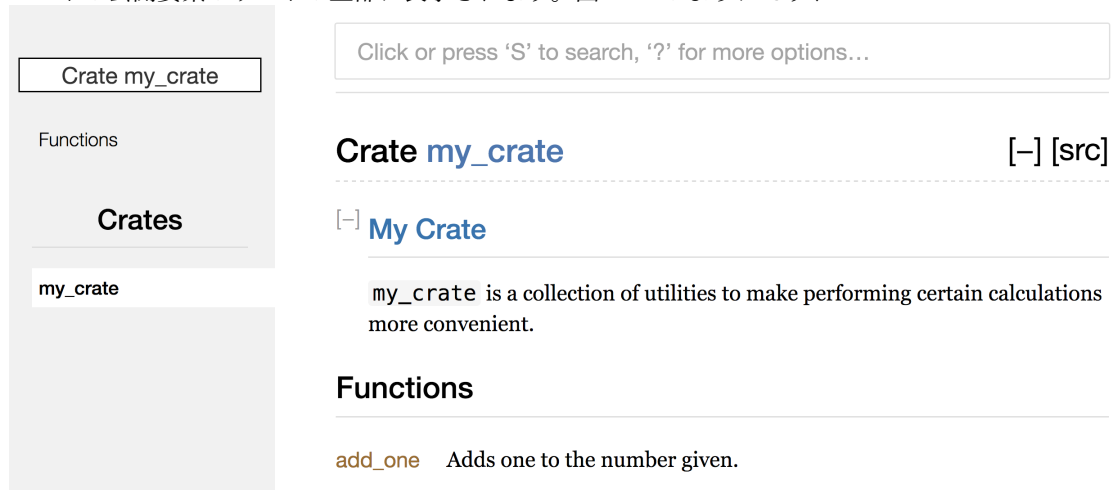 Crate my_crate
Functions
Crates
my_crate
Click or press ‘S’ to search, ‘?’ for more options…
Crate my_crate
[–] [src]
[–] My Crate
my_crate is a collection of utilities to make performing certain calculations
more convenient.
Functions
add_one Adds one to the number given.